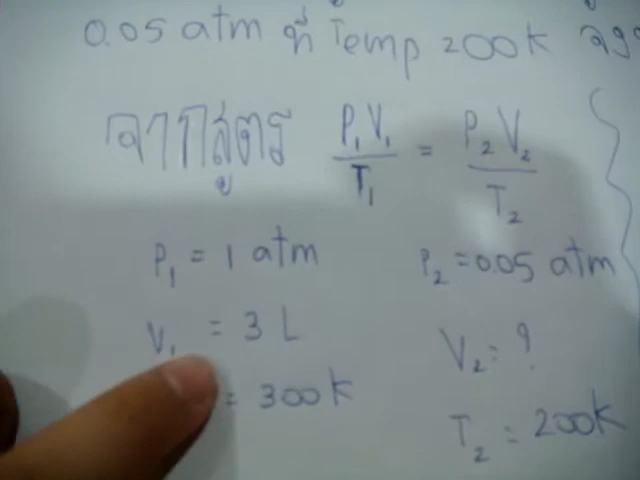 0.05 atm ที่ Temp 200k
จากสูตร P₁V₁/T₁ = P₂V₂/T₂
P₁ = 1 atm P₂ = 0.05 atm
V₁ = 3 L V₂ = ?
= 300k T₂ = 200k